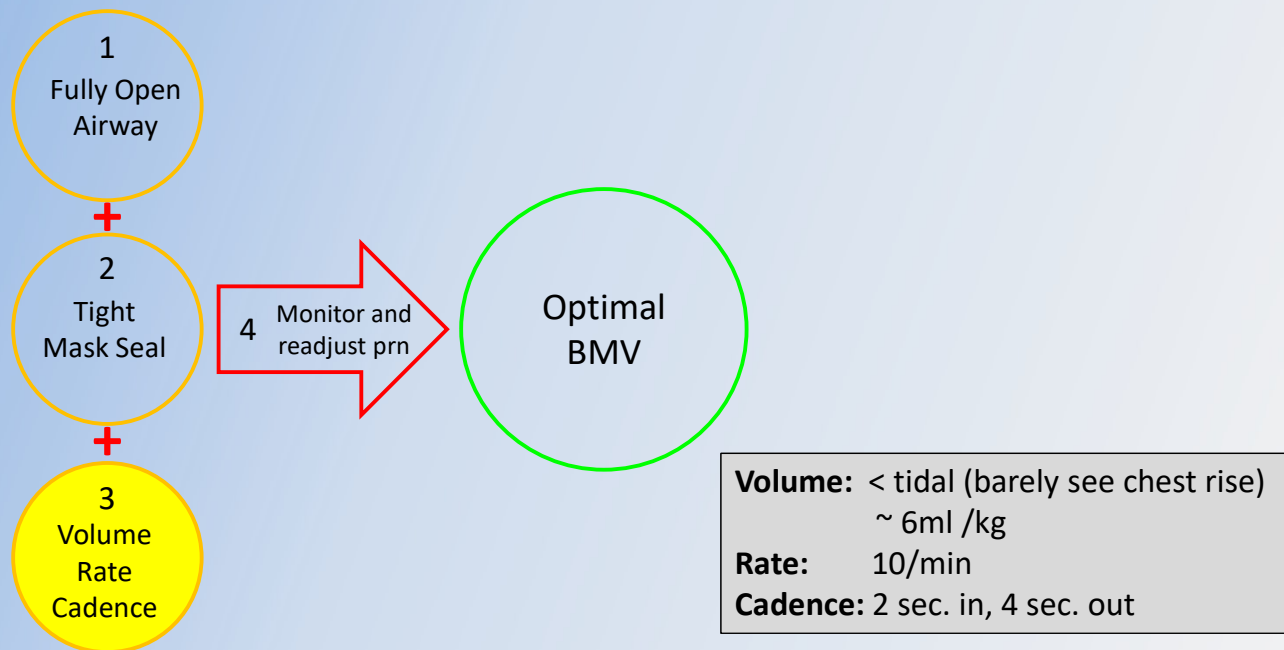 1
Fully Open
Airway
+
2
Tight
Mask Seal
+
3
Volume
Rate
Cadence
4 Monitor and
readjust prn
Optimal
BMV
Volume: < tidal (barely see chest rise)
~ 6ml /kg
Rate: 10/min
Cadence: 2 sec. in, 4 sec. out